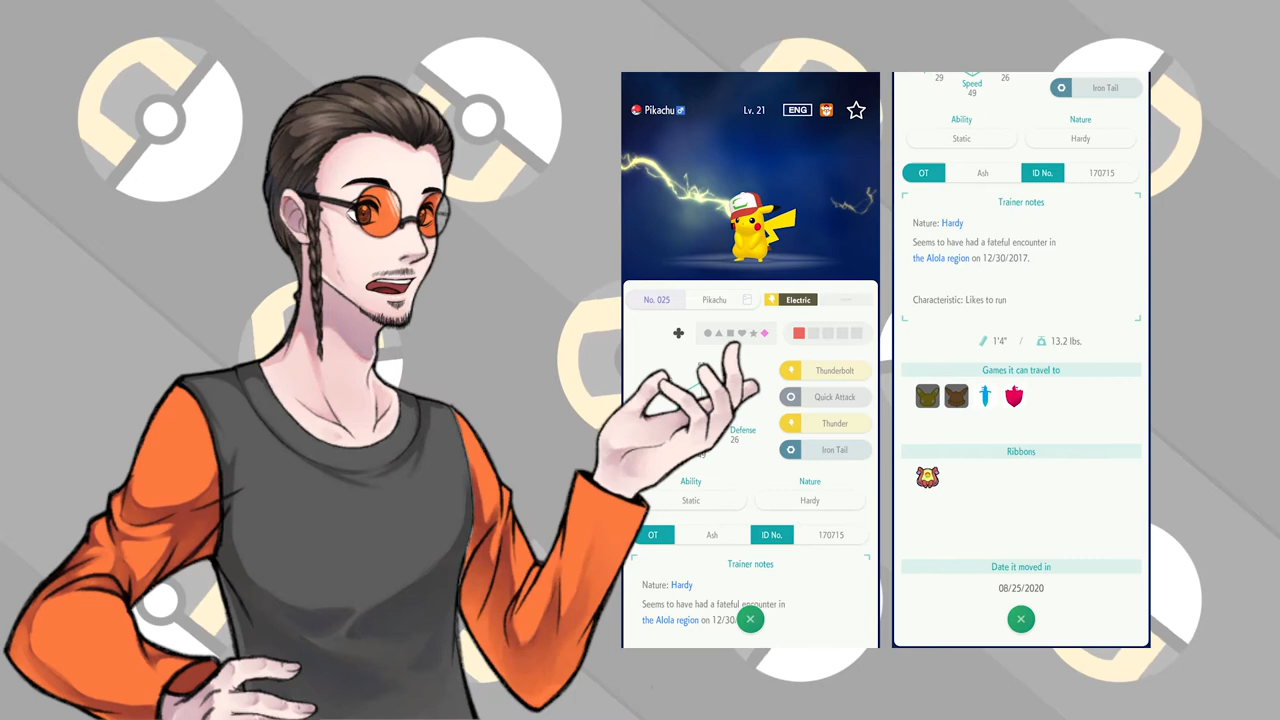 Pikachu♂ Lv. 21 ENG
No. 025 Pikachu Electric
Thunderbolt
Quick Attack
Thunder
Iron Tail
Defense
26
49
Ability Nature
Static Hardy
OT Ash ID No. 170715
Trainer notes
Nature: Hardy
Seems to have had a fateful encounter in
the Alola region on 12/30/
29 Speed 26
49
Iron Tail
Ability Nature
Static Hardy
OT Ash ID No. 170715
Trainer notes
Nature: Hardy
Seems to have had a fateful encounter in
the Alola region on 12/30/2017.
Characteristic: Likes to run
1'4" / 13.2 lbs.
Games it can travel to
Ribbons
Date it moved in
08/25/2020